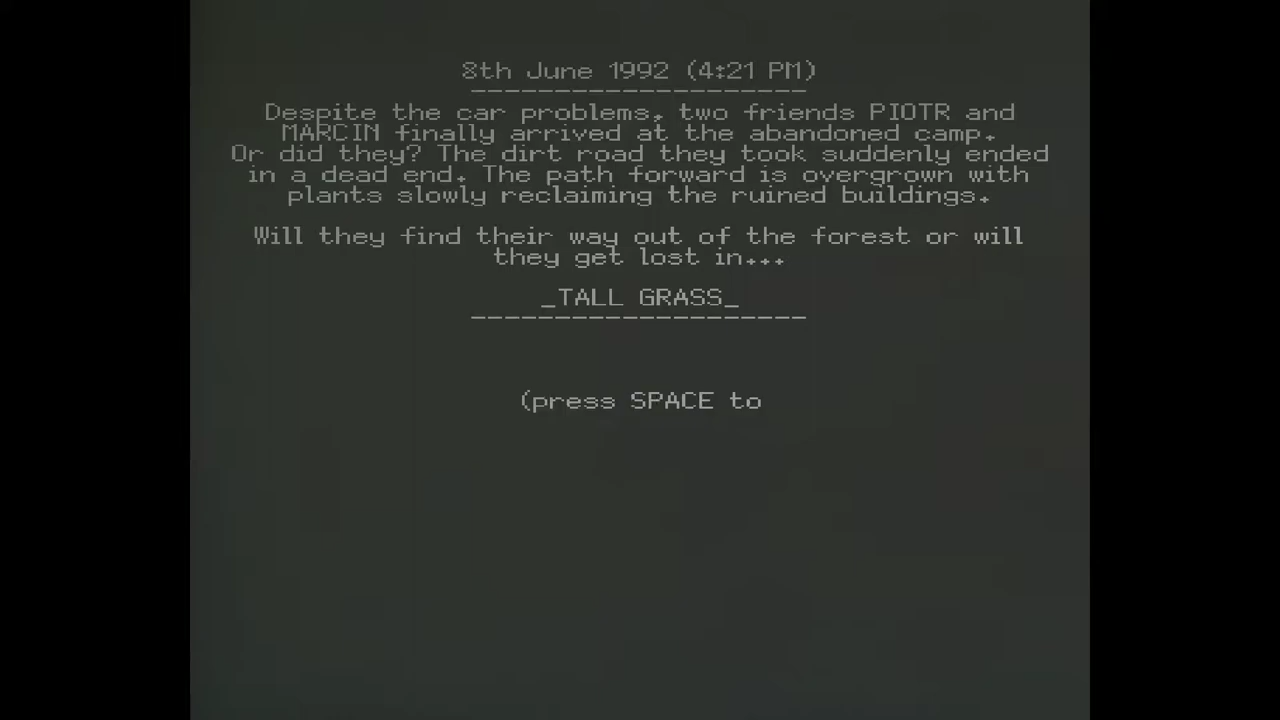 8th June 1992 (4:21 PM)
--------------------
Despite the car problems, two friends PIOTR and
MARCIN finally arrived at the abandoned camp.
Or did they? The dirt road they took suddenly ended
in a dead end. The path forward is overgrown with
plants slowly reclaiming the ruined buildings.
Will they find their way out of the forest or will
they get lost in...
_TALL GRASS_
--------------------
(press SPACE to